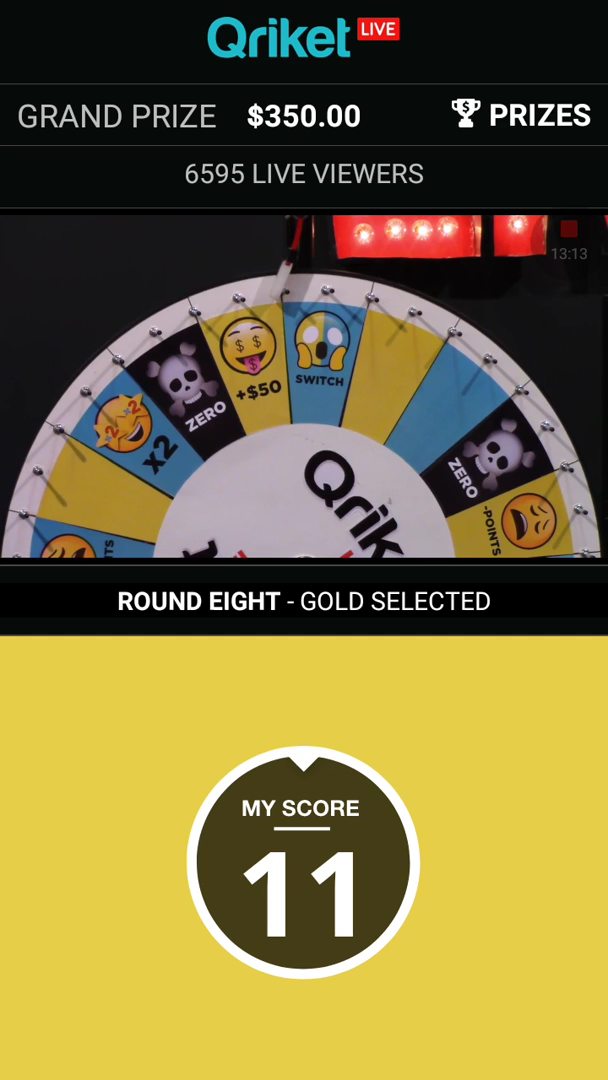 Qriket LIVE
GRAND PRIZE $350.00 PRIZES
6595 LIVE VIEWERS
13:13
+$50
SWITCH
ZERO
x2
ZERO
-POINTS
Qrik
ROUND EIGHT - GOLD SELECTED
MY SCORE
11